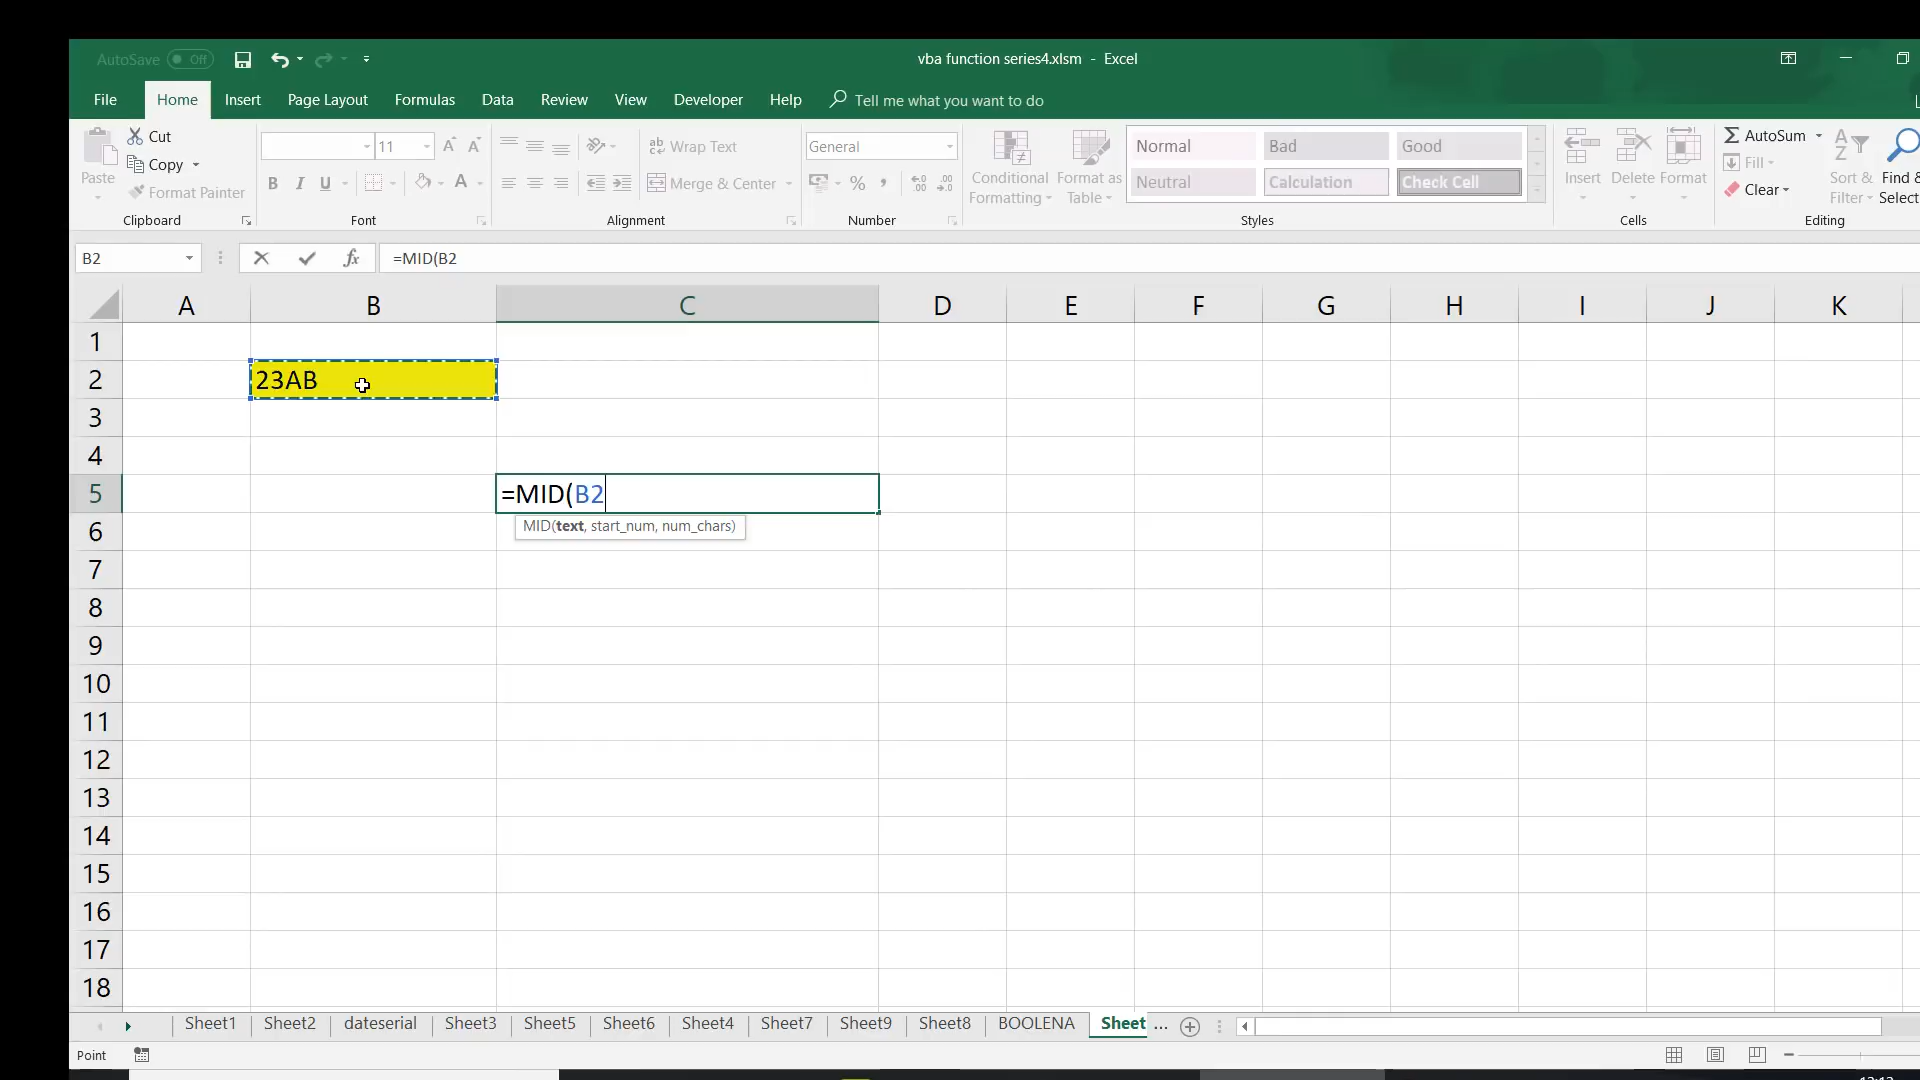 AutoSave Off
vba function series4.xlsm - Excel
File Home Insert Page Layout Formulas Data Review View Developer Help Tell me what you want to do
Paste
Cut
Copy
Format Painter
Clipboard
11
B I U
Font
Wrap Text
Merge & Center
Alignment
General
Number
Conditional Formatting
Format as Table
Normal Bad Good
Neutral Calculation Check Cell
Styles
Insert Delete Format
Cells
AutoSum
Fill
Clear
Sort & Filter
Find &
Select
Editing
B2
=MID(B2
A B C D E F G H I J K
1
2 23AB
3
4
5 =MID(B2
MID(text, start_num, num_chars)
6
7
8
9
10
11
12
13
14
15
16
17
18
Sheet1 Sheet2 dateserial Sheet3 Sheet5 Sheet6 Sheet4 Sheet7 Sheet9 Sheet8 BOOLENA Sheet ...
Point